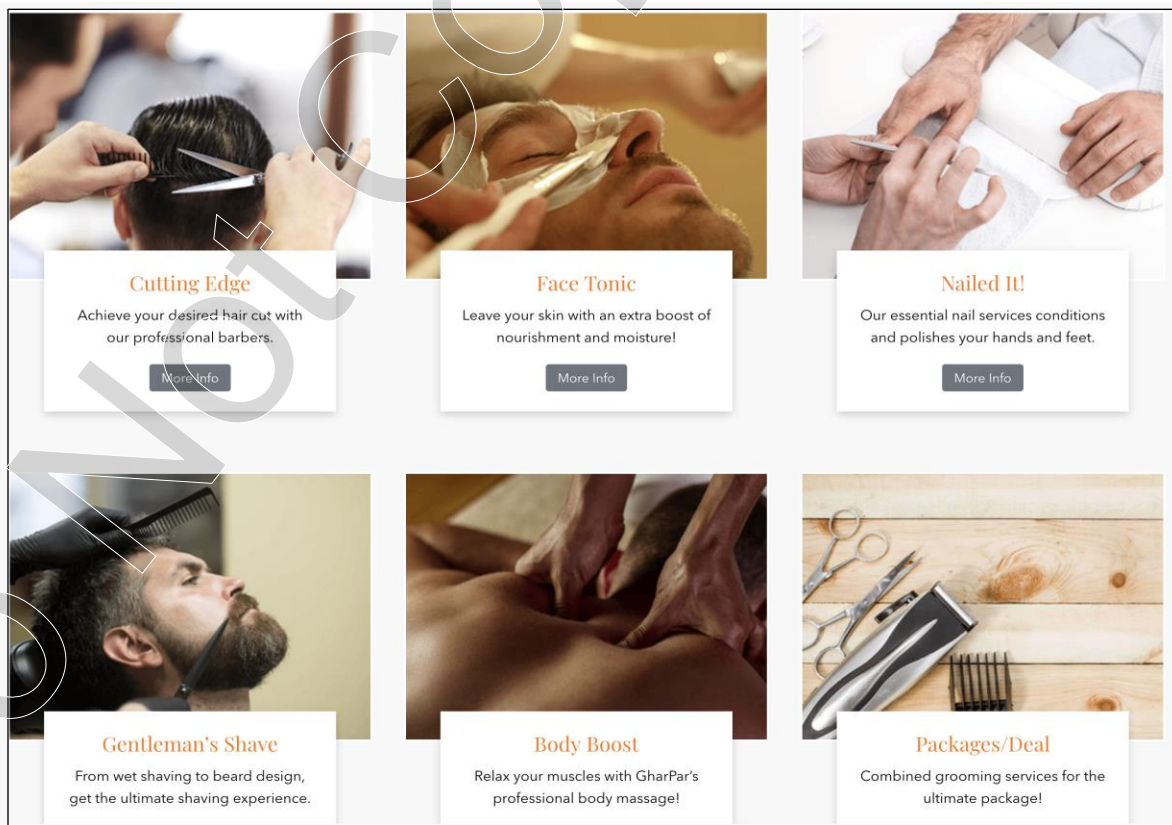 Cutting Edge
Achieve your desired hair cut with
our professional barbers.
More Info
Face Tonic
Leave your skin with an extra boost of
nourishment and moisture!
More Info
Nailed It!
Our essential nail services conditions
and polishes your hands and feet.
More Info
Gentleman's Shave
From wet shaving to beard design,
get the ultimate shaving experience.
Body Boost
Relax your muscles with GharPar's
professional body massage!
Packages/Deal
Combined grooming services for the
ultimate package!
Not